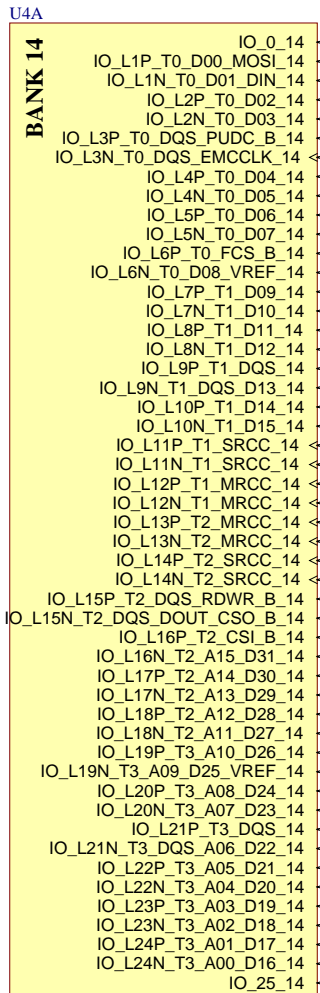 U4A
BANK 14
IO_0_14
IO_L1P_T0_D00_MOSI_14
IO_L1N_T0_D01_DIN_14
IO_L2P_T0_D02_14
IO_L2N_T0_D03_14
IO_L3P_T0_DQS_PUDC_B_14
IO_L3N_T0_DQS_EMCCLK_14
IO_L4P_T0_D04_14
IO_L4N_T0_D05_14
IO_L5P_T0_D06_14
IO_L5N_T0_D07_14
IO_L6P_T0_FCS_B_14
IO_L6N_T0_D08_VREF_14
IO_L7P_T1_D09_14
IO_L7N_T1_D10_14
IO_L8P_T1_D11_14
IO_L8N_T1_D12_14
IO_L9P_T1_DQS_14
IO_L9N_T1_DQS_D13_14
IO_L10P_T1_D14_14
IO_L10N_T1_D15_14
IO_L11P_T1_SRCC_14
IO_L11N_T1_SRCC_14
IO_L12P_T1_MRCC_14
IO_L12N_T1_MRCC_14
IO_L13P_T2_MRCC_14
IO_L13N_T2_MRCC_14
IO_L14P_T2_SRCC_14
IO_L14N_T2_SRCC_14
IO_L15P_T2_DQS_RDWR_B_14
IO_L15N_T2_DQS_DOUT_CSO_B_14
IO_L16P_T2_CSI_B_14
IO_L16N_T2_A15_D31_14
IO_L17P_T2_A14_D30_14
IO_L17N_T2_A13_D29_14
IO_L18P_T2_A12_D28_14
IO_L18N_T2_A11_D27_14
IO_L19P_T3_A10_D26_14
IO_L19N_T3_A09_D25_VREF_14
IO_L20P_T3_A08_D24_14
IO_L20N_T3_A07_D23_14
IO_L21P_T3_DQS_14
IO_L21N_T3_DQS_A06_D22_14
IO_L22P_T3_A05_D21_14
IO_L22N_T3_A04_D20_14
IO_L23P_T3_A03_D19_14
IO_L23N_T3_A02_D18_14
IO_L24P_T3_A01_D17_14
IO_L24N_T3_A00_D16_14
IO_25_14